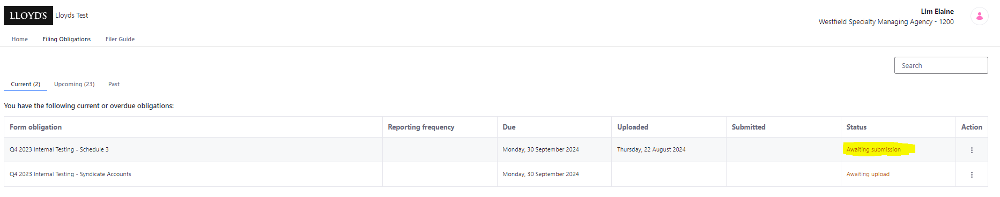 LLOYD'S Lloyds Test
Lim Elaine
Westfield Specialty Managing Agency - 1200
Home Filing Obligations Filer Guide
Search
Current (2) Upcoming (23) Past
You have the following current or overdue obligations:
Form obligation Reporting frequency Due Uploaded Submitted Status Action
Q4 2023 Internal Testing - Schedule 3 Monday, 30 September 2024 Thursday, 22 August 2024 Awaiting submission
Q4 2023 Internal Testing - Syndicate Accounts Monday, 30 September 2024 Awaiting upload